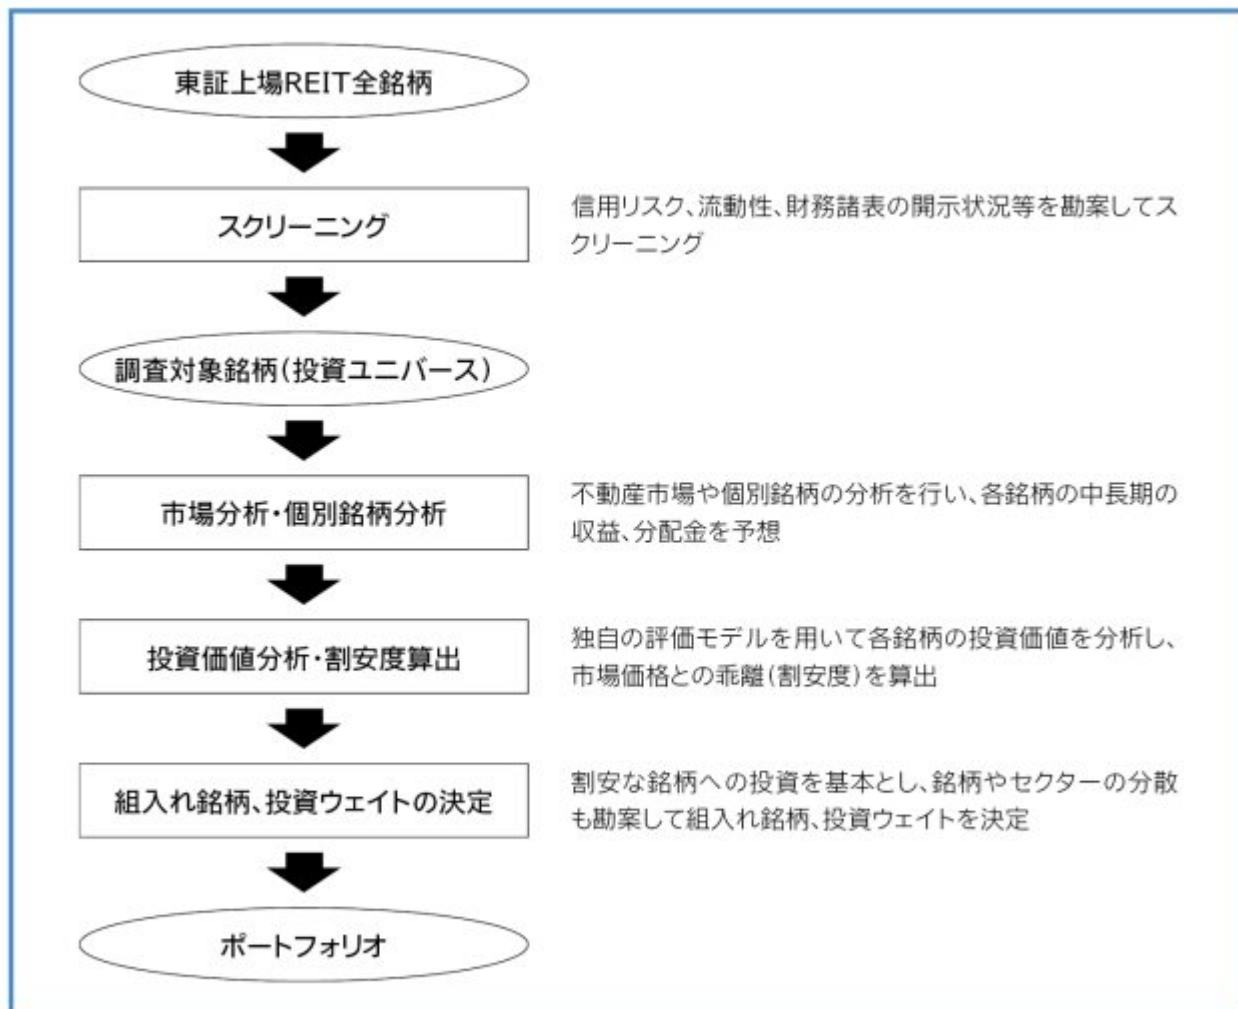 東証上場REIT全銘柄
スクリーニング
信用リスク、流動性、財務諸表の開示状況等を勘案してス
クリーニング
調査対象銘柄(投資ユニバース)
市場分析・個別銘柄分析
不動産市場や個別銘柄の分析を行い、各銘柄の中長期の
収益、分配金を予想
投資価値分析・割安度算出
独自の評価モデルを用いて各銘柄の投資価値を分析し、
市場価格との乖離(割安度)を算出
組入れ銘柄、投資ウェイトの決定
割安な銘柄への投資を基本とし、銘柄やセクターの分散
も勘案して組入れ銘柄、投資ウェイトを決定
ポートフォリオ